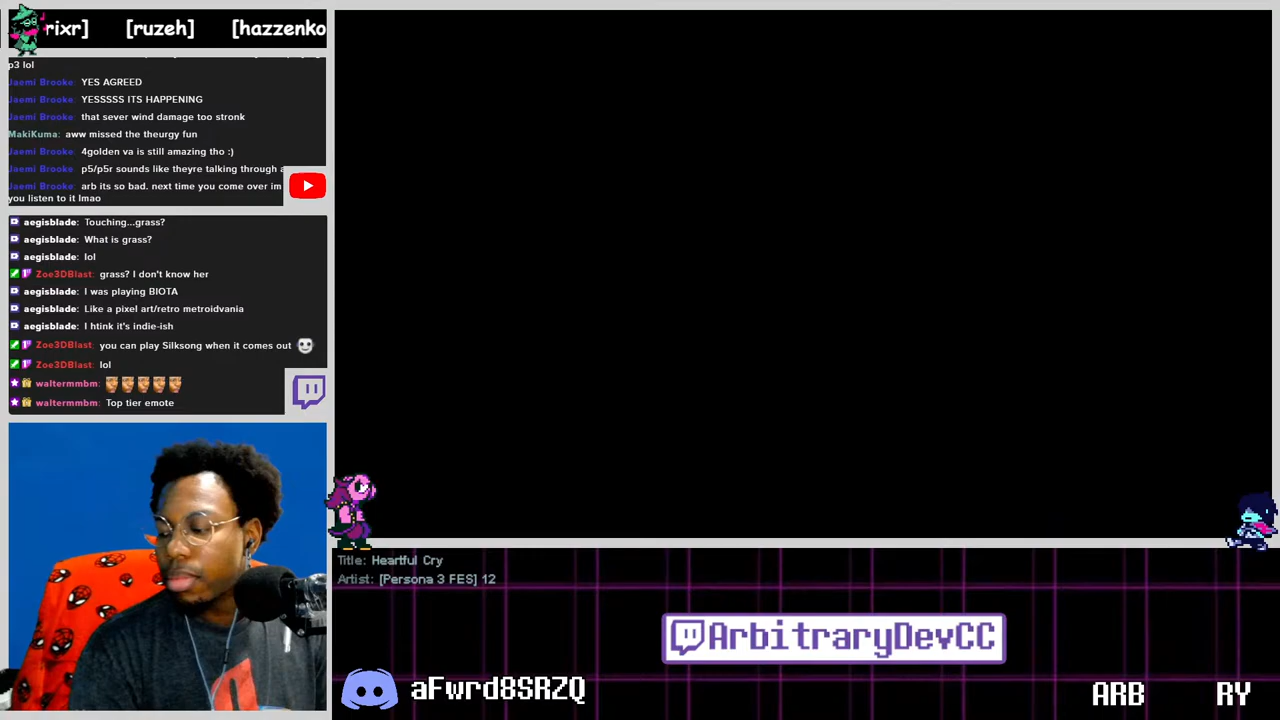 rixr] [ruzeh] [hazzenko
p3 lol
Jaemi Brooke: YES AGREED
Jaemi Brooke: YESSSSS ITS HAPPENING
Jaemi Brooke: that sever wind damage too stronk
MakiKuma: aww missed the theurgy fun
Jaemi Brooke: 4golden va is still amazing tho :)
Jaemi Brooke: p5/p5r sounds like theyre talking through a
Jaemi Brooke: arb its so bad. next time you come over im
you listen to it lmao
aegisblade: Touching...grass?
aegisblade: What is grass?
aegisblade: lol
Zoe3DBlast: grass? I don't know her
aegisblade: I was playing BIOTA
aegisblade: Like a pixel art/retro metroidvania
aegisblade: I htink it's indie-ish
Zoe3DBlast: you can play Silksong when it comes out
Zoe3DBlast: lol
waltermmbm:
waltermmbm: Top tier emote
Title: Heartful Cry
Artist: [Persona 3 FES] 12
ArbitraryDevCC
aFwrd8SRZQ
ARB RY